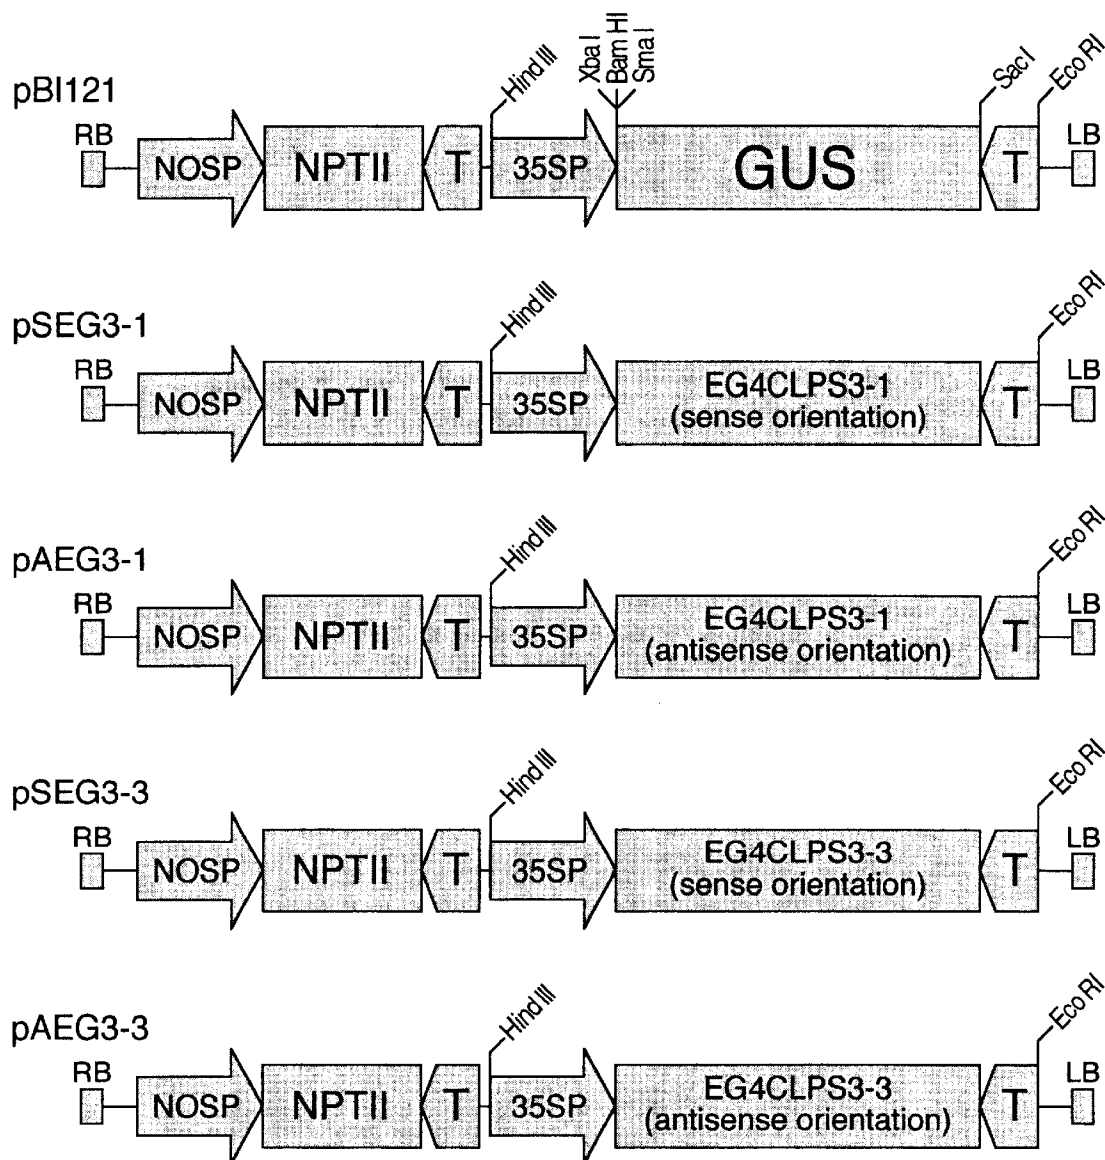 pBI121
Hind III
Xba I
Bam HI
Sma I
Sac I
Eco RI
RB
NOSP
NPTII
T
35SP
GUS
T
LB
pSEG3-1
Hind III
Eco RI
RB
NOSP
NPTII
T
35SP
EG4CLPS3-1
(sense orientation)
T
LB
pAEG3-1
Hind III
Eco RI
RB
NOSP
NPTII
T
35SP
EG4CLPS3-1
(antisense orientation)
T
LB
pSEG3-3
Hind III
Eco RI
RB
NOSP
NPTII
T
35SP
EG4CLPS3-3
(sense orientation)
T
LB
pAEG3-3
Hind III
Eco RI
RB
NOSP
NPTII
T
35SP
EG4CLPS3-3
(antisense orientation)
T
LB